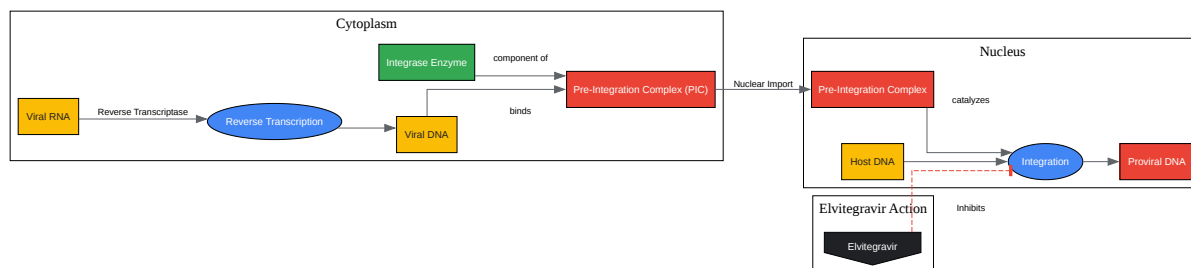 Cytoplasm
Integrase Enzyme
component of
Pre-Integration Complex (PIC)
Viral RNA
Reverse Transcriptase
Reverse Transcription
Viral DNA
binds
Nuclear Import
Nucleus
Pre-Integration Complex
catalyzes
Host DNA
Integration
Proviral DNA
Elvitegravir Action
Inhibits
Elvitegravir